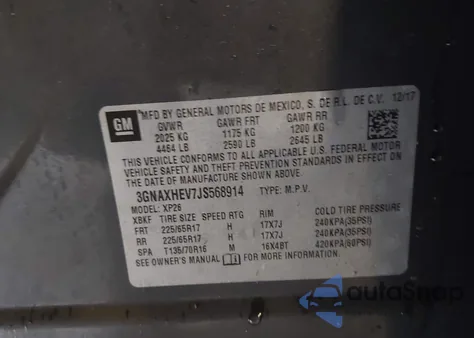 GM
MFD BY GENERAL MOTORS DE MEXICO, S. DE R.L. DE C.V. 12/17
GVWR GAWR FRT GAWR RR
2025 KG 1175 KG 1200 KG
4464 LB 2590 LB 2645 LB
THIS VEHICLE CONFORMS TO ALL APPLICABLE U.S. FEDERAL MOTOR
VEHICLE SAFETY AND THEFT PREVENTION STANDARDS IN EFFECT
ON THE DATE OF MANUFACTURE SHOWN ABOVE.
3GNAXHEV7JS568914 TYPE: M.P.V.
MODEL: XP26
XBKF TIRE SIZE SPEED RTG RIM COLD TIRE PRESSURE
FRT 225/65R17 H 17X7J 240KPA(35PSI)
RR 225/65R17 H 17X7J 240KPA(35PSI)
SPA T135/70R16 M 16X4BT 420KPA(60PSI)
SEE OWNER'S MANUAL FOR MORE INFORMATION.
autoSnap